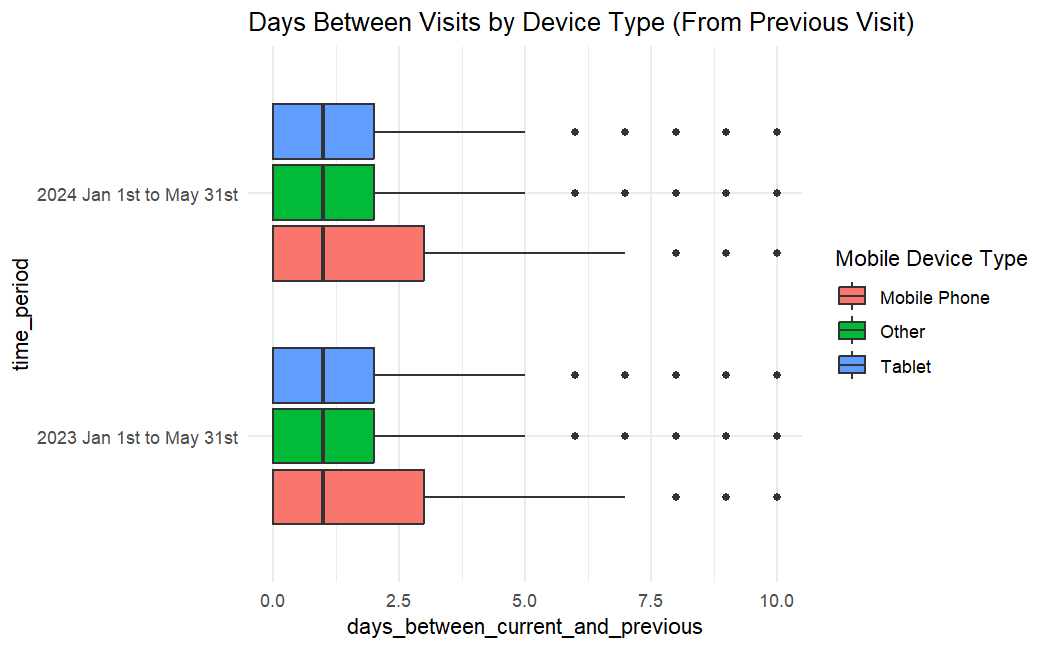 Days Between Visits by Device Type (From Previous Visit)
time_period
2024 Jan 1st to May 31st
2023 Jan 1st to May 31st
0.0 2.5 5.0 7.5 10.0
days_between_current_and_previous
Mobile Device Type
Mobile Phone
Other
Tablet